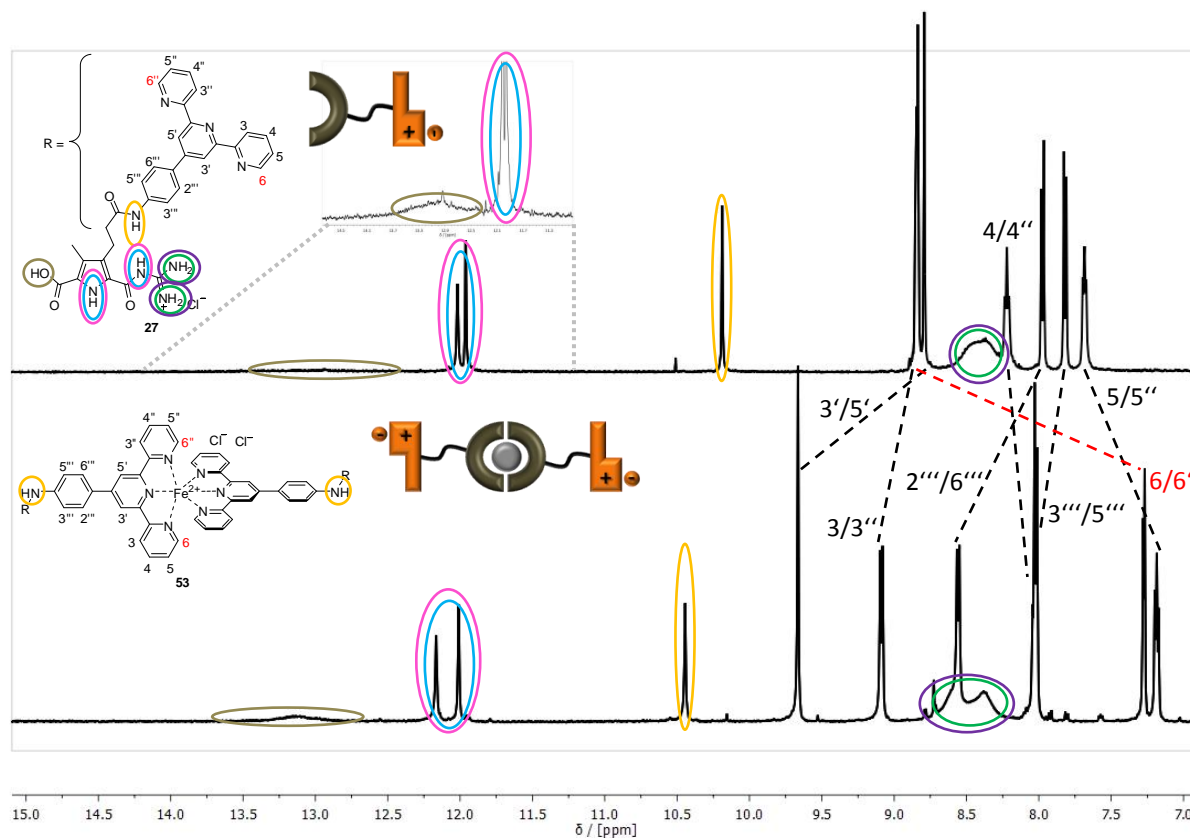 5''
4''
6''
3''
R =
5'
3
4
N
N
N
6'''
3'
5
5'''
2'''
6
O
N
H
3'''
HO
O
N
H
O
H
N
NH2
NH2
+
Cl−
27
δ / [ppm]
+
-
4/4‘‘
3‘/5‘
5/5‘‘
2‘‘‘/6‘‘‘
6/6‘
3/3‘‘
3‘‘‘/5‘‘‘
4''
5''
3''
6''
Cl− Cl−
5'''
6'''
5'
N
N
N
N
N
N
Fe2+
NH
R
R
NH
3'''
2'''
3'
3
6
4
5
53
-
+
+
-
15.0 14.5 14.0 13.5 13.0 12.5 12.0 11.5 11.0 10.5 10.0 9.5 9.0 8.5 8.0 7.5 7.0
δ / [ppm]